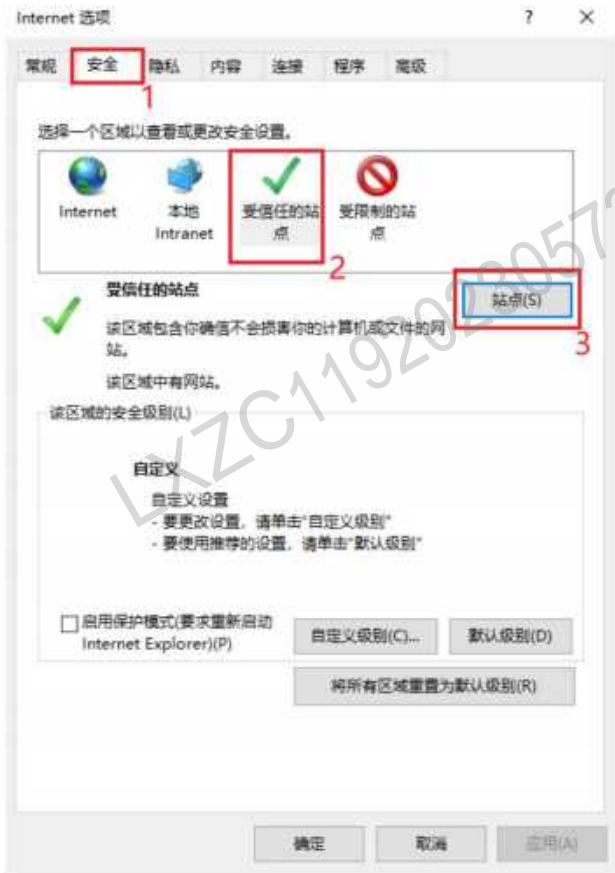 Internet 选项
? ×
常规 安全 隐私 内容 连接 程序 高级
1
选择一个区域以查看或更改安全设置。
Internet 本地 受信任的站 受限制的站
Intranet 点 点
2
受信任的站点
站点(S)
3
该区域包含你确信不会损害你的计算机或文件的网
站。
该区域中有网站。
该区域的安全级别(L)
自定义
自定义设置
- 要更改设置，请单击"自定义级别"
- 要使用推荐的设置，请单击"默认级别"
启用保护模式(要求重新启动
Internet Explorer)(P)
自定义级别(C)... 默认级别(D)
将所有区域重置为默认级别(R)
确定 取消 应用(A)
LXZC1192023057